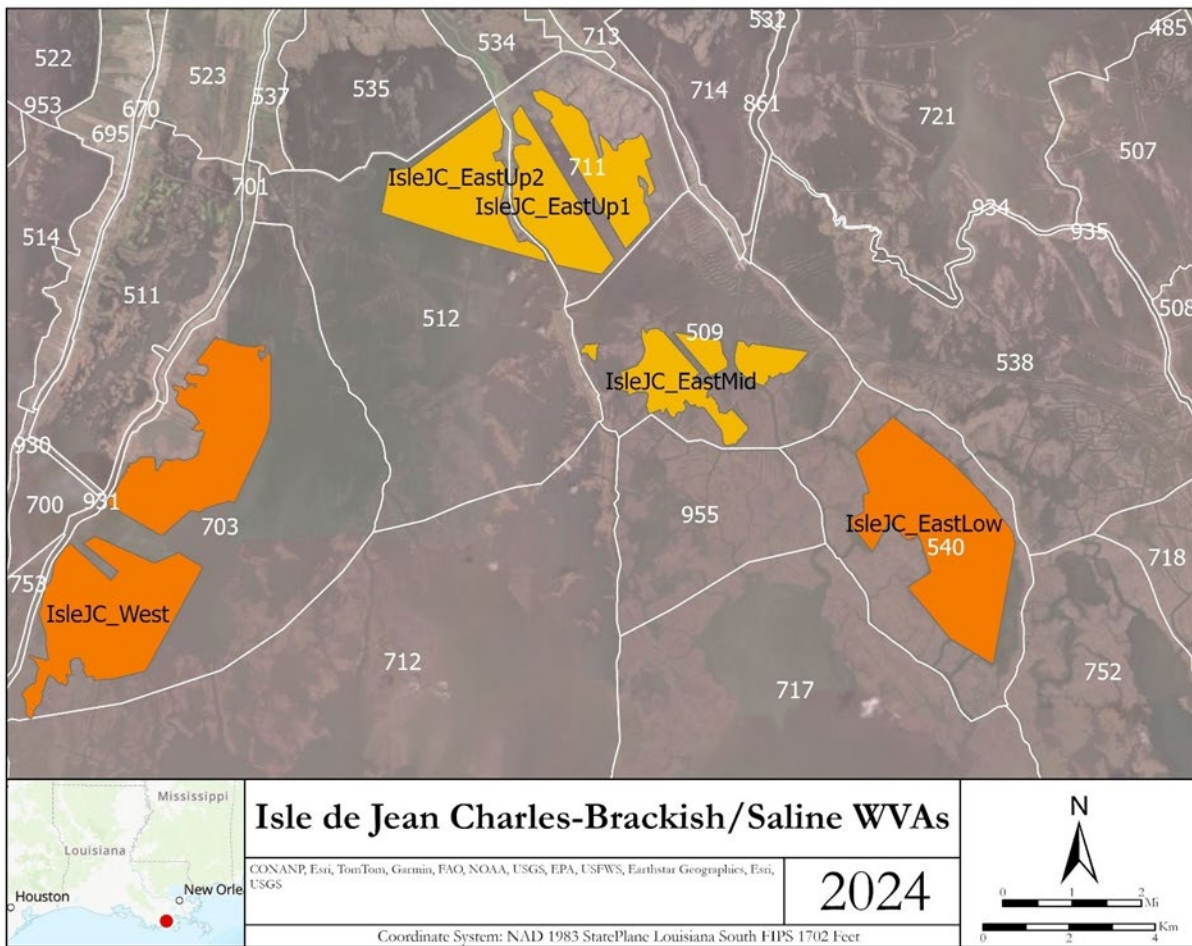 532
485
534
713
522
523
535
714
537
953
670
861
721
695
507
711
IsleJC_EastUp2
701
IsleJC_EastUp1
934
514
935
511
508
512
509
538
IsleJC_EastMid
930
700
931
703
955
IsleJC_EastLow
540
718
753
IsleJC_West
712
752
717
Mississippi
Louisiana
Houston
New Orle
Isle de Jean Charles-Brackish/Saline WVAs
CONANP, Esri, TomTom, Garmin, FAO, NOAA, USGS, EPA, USFWS, Earthstar Geographics, Esri,
USGS
2024
Coordinate System: NAD 1983 StatePlane Louisiana South FIPS 1702 Feet
N
0 1 2
Mi
Km
0 2 4